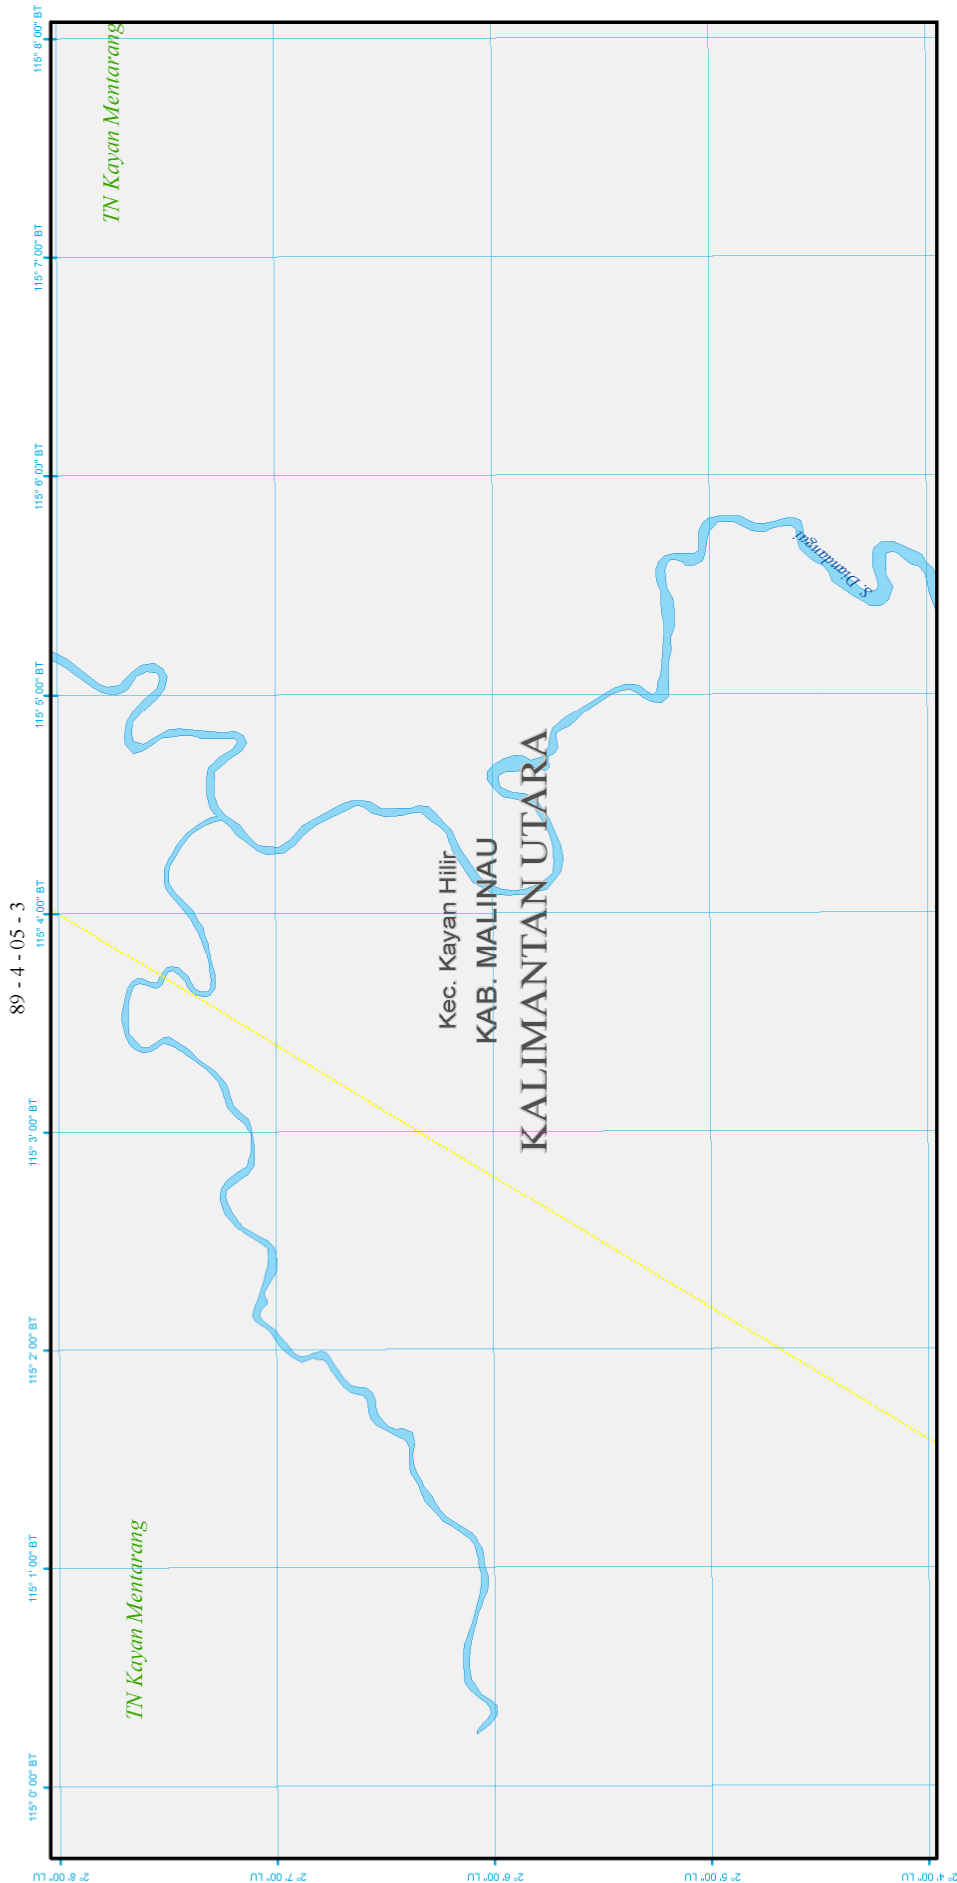 89 - 4 - 05 - 3
115° 0' 00" BT
115° 1' 00" BT
115° 2' 00" BT
115° 3' 00" BT
115° 4' 00" BT
115° 5' 00" BT
115° 6' 00" BT
115° 7' 00" BT
115° 8' 00" BT
2° 8' 00" LU
2° 7' 00" LU
2° 6' 00" LU
2° 5' 00" LU
2° 4' 00" LU
TN Kayan Mentarang
TN Kayan Mentarang
Kec. Kayan Hilir
KAB. MALINAU
KALIMANTAN UTARA
S. Diandangai